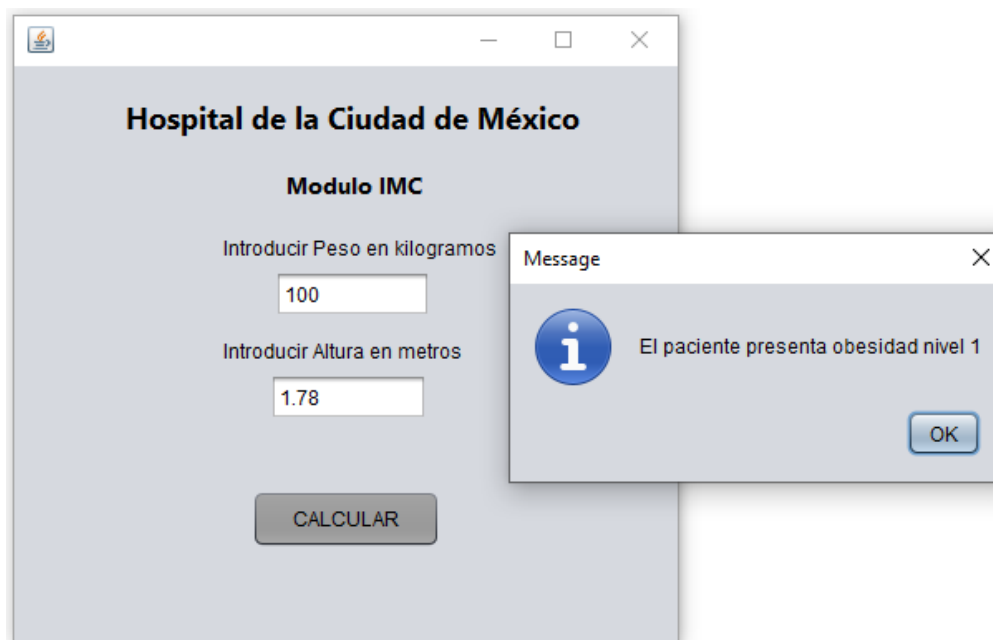 Hospital de la Ciudad de México
Modulo IMC
Introducir Peso en kilogramos
100
Introducir Altura en metros
1.78
CALCULAR
Message
El paciente presenta obesidad nivel 1
OK